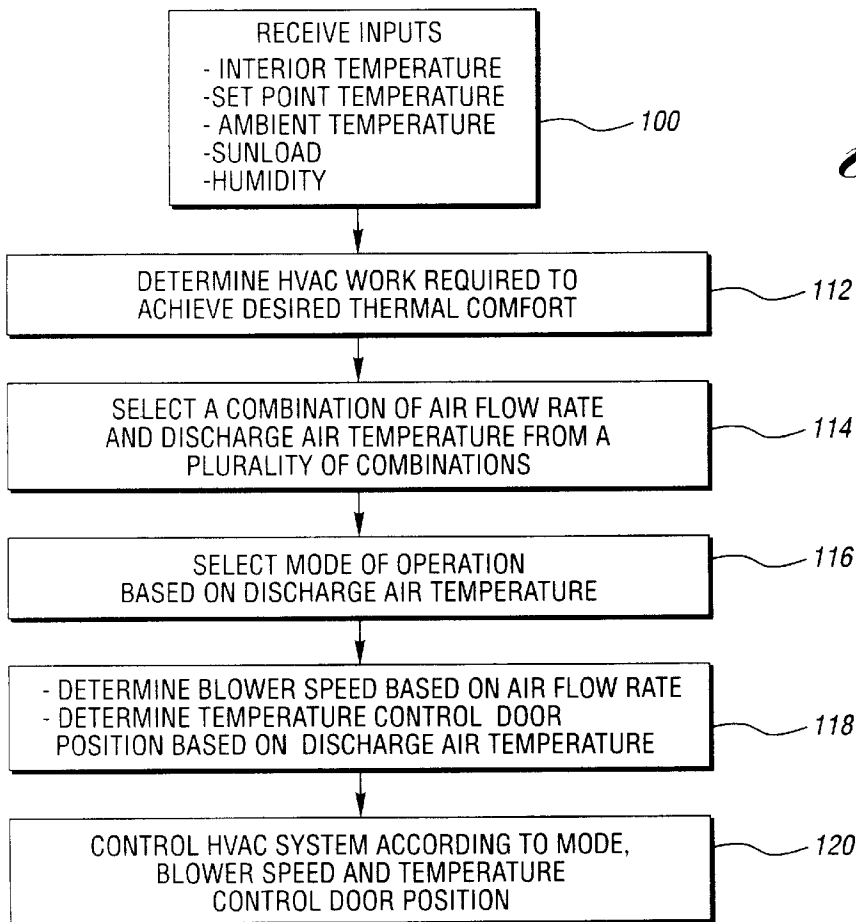 RECEIVE INPUTS
- INTERIOR TEMPERATURE
-SET POINT TEMPERATURE
- AMBIENT TEMPERATURE
-SUNLOAD
-HUMIDITY
100
DETERMINE HVAC WORK REQUIRED TO
ACHIEVE DESIRED THERMAL COMFORT
112
SELECT A COMBINATION OF AIR FLOW RATE
AND DISCHARGE AIR TEMPERATURE FROM A
PLURALITY OF COMBINATIONS
114
SELECT MODE OF OPERATION
BASED ON DISCHARGE AIR TEMPERATURE
116
- DETERMINE BLOWER SPEED BASED ON AIR FLOW RATE
- DETERMINE TEMPERATURE CONTROL DOOR
POSITION BASED ON DISCHARGE AIR TEMPERATURE
118
CONTROL HVAC SYSTEM ACCORDING TO MODE,
BLOWER SPEED AND TEMPERATURE
CONTROL DOOR POSITION
120